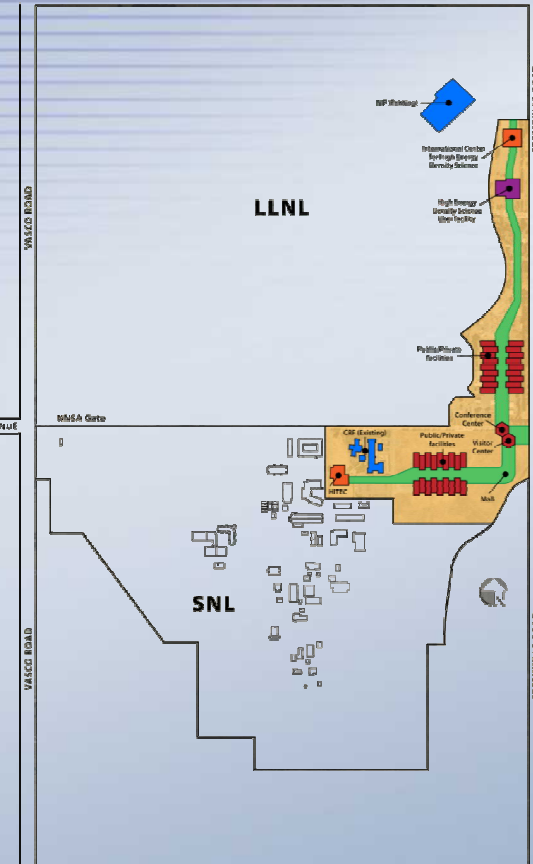 NIF (Existing)
International Center
for High Energy
Density Science
LLNL
High Energy
Density Science
User Facility
VASCO ROAD
Public/Private
facilities
NNSA Gate
Conference
Center
CRF (Existing)
Public/Private
facilities
Visitor
Center
HITEC
Mall
SNL
VASCO ROAD